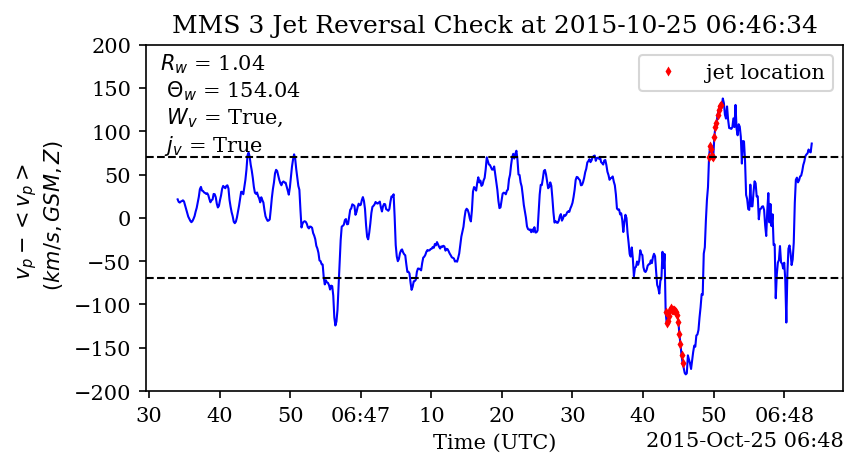 MMS 3 Jet Reversal Check at 2015-10-25 06:46:34
R_w = 1.04
Θ_w = 154.04
W_v = True,
j_v = True
jet location
200
150
100
50
0
−50
−100
−150
−200
v_p − < v_p >
(km/s, GSM, Z)
30 40 50 06:47 10 20 30 40 50 06:48
Time (UTC)
2015-Oct-25 06:48